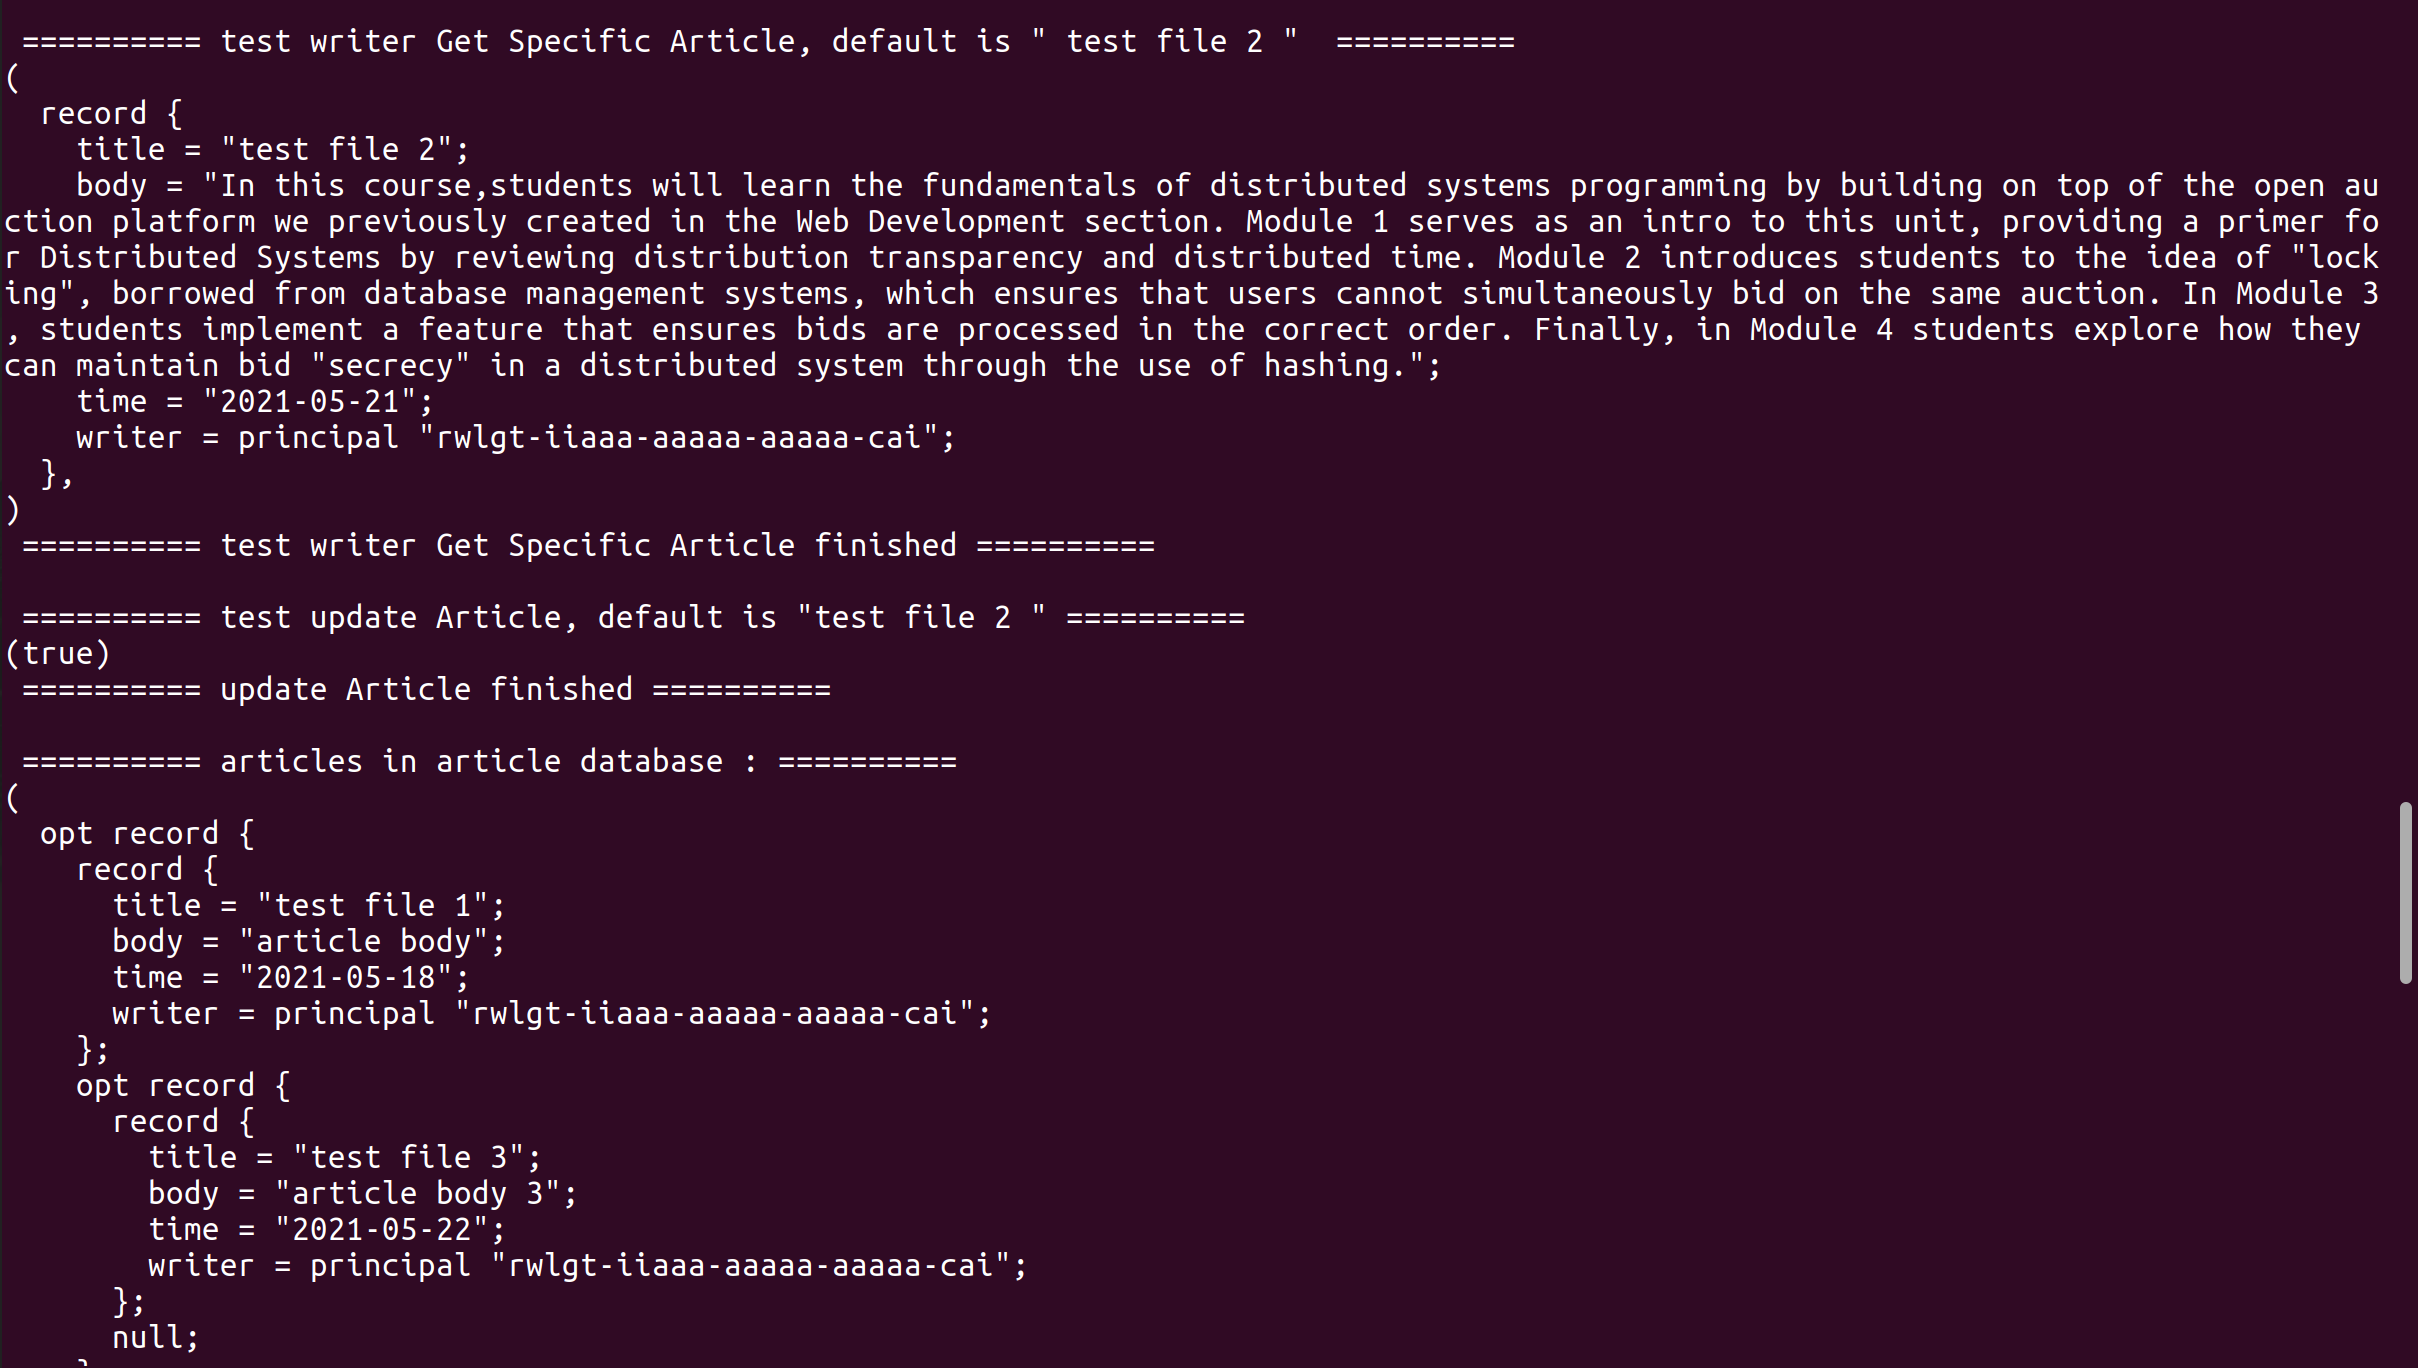 ========== test writer Get Specific Article, default is " test file 2 "  ==========
(
  record {
    title = "test file 2";
    body = "In this course,students will learn the fundamentals of distributed systems programming by building on top of the open au
ction platform we previously created in the Web Development section. Module 1 serves as an intro to this unit, providing a primer fo
r Distributed Systems by reviewing distribution transparency and distributed time. Module 2 introduces students to the idea of "lock
ing", borrowed from database management systems, which ensures that users cannot simultaneously bid on the same auction. In Module 3
, students implement a feature that ensures bids are processed in the correct order. Finally, in Module 4 students explore how they
can maintain bid "secrecy" in a distributed system through the use of hashing.";
    time = "2021-05-21";
    writer = principal "rwlgt-iiaaa-aaaaa-aaaaa-cai";
  },
)
 ========== test writer Get Specific Article finished ==========

 ========== test update Article, default is "test file 2 " ==========
(true)
 ========== update Article finished ==========

 ========== articles in article database : ==========
(
  opt record {
    record {
      title = "test file 1";
      body = "article body";
      time = "2021-05-18";
      writer = principal "rwlgt-iiaaa-aaaaa-aaaaa-cai";
    };
    opt record {
      record {
        title = "test file 3";
        body = "article body 3";
        time = "2021-05-22";
        writer = principal "rwlgt-iiaaa-aaaaa-aaaaa-cai";
      };
      null;